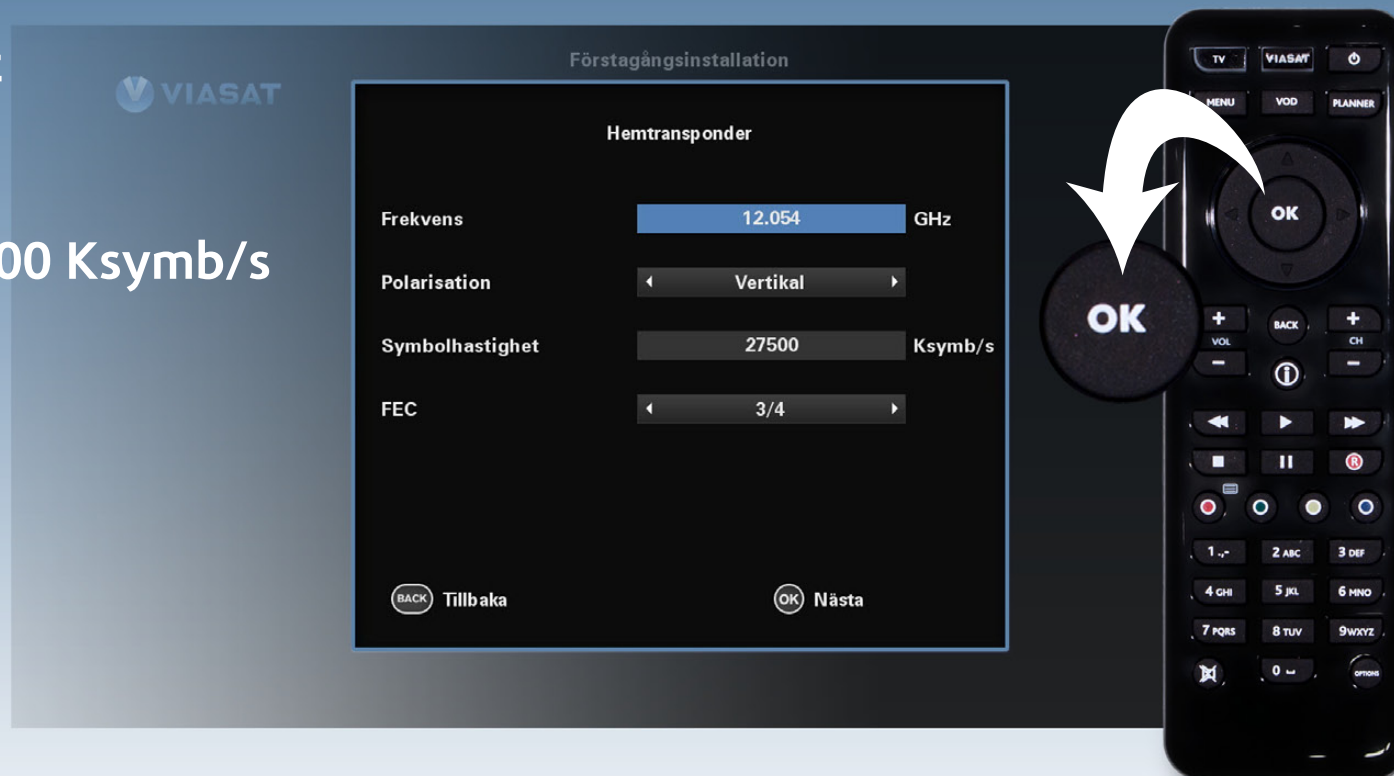 Förstagångsinstallation
VIASAT
Hemtransponder
Frekvens 12.054 GHz
00 Ksymb/s
Polarisation Vertikal
Symbolhastighet 27500 Ksymb/s
FEC 3/4
BACK Tillbaka OK Nästa
OK
TV VIASAT
MENU VOD PLANNER
OK
+ BACK +
VOL CH
- -
R
1 .,- 2 ABC 3 DEF
4 GHI 5 JKL 6 MNO
7 PQRS 8 TUV 9WXYZ
0 OPTIONS